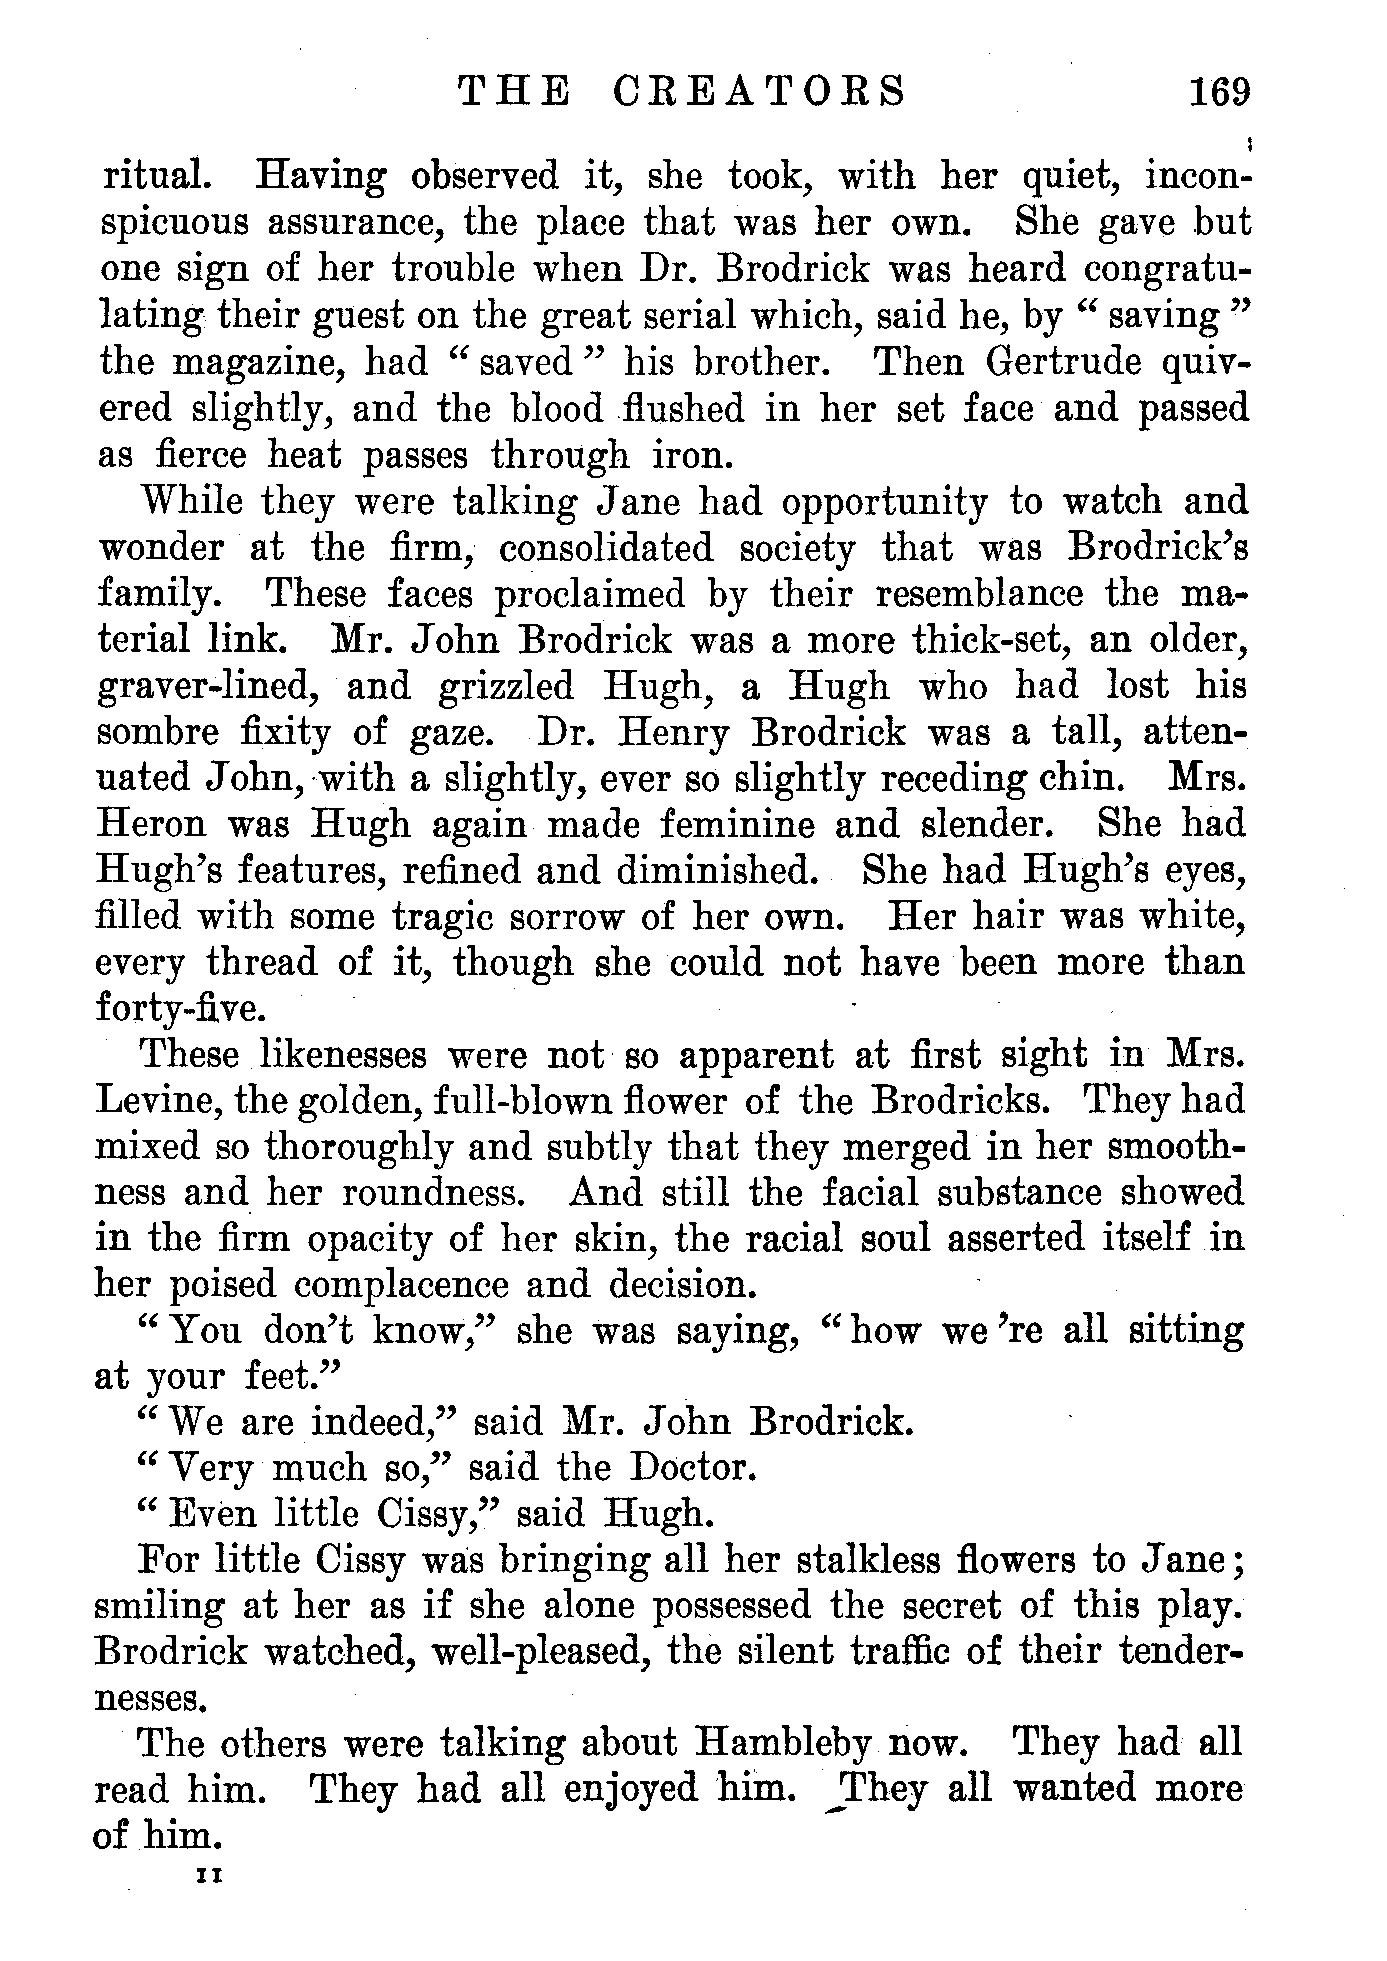 THE CREATORS 169
ritual. Having observed it, she took, with her quiet, incon-
spicuous assurance, the place that was her own. She gave but
one sign of her trouble when Dr. Brodrick was heard congratu-
lating their guest on the great serial which, said he, by “ saving ”
the magazine, had “ saved ” his brother. Then Gertrude quiv-
ered slightly, and the blood flushed in her set face and passed
as fierce heat passes through iron.
While they were talking Jane had opportunity to watch and
wonder at the firm, consolidated society that was Brodrick’s
family. These faces proclaimed by their resemblance the ma-
terial link. Mr. John Brodrick was a more thick-set, an older,
graver-lined, and grizzled Hugh, a Hugh who had lost his
sombre fixity of gaze. Dr. Henry Brodrick was a tall, atten-
uated John, with a slightly, ever so slightly receding chin. Mrs.
Heron was Hugh again made feminine and slender. She had
Hugh’s features, refined and diminished. She had Hugh’s eyes,
filled with some tragic sorrow of her own. Her hair was white,
every thread of it, though she could not have been more than
forty-five.
These likenesses were not so apparent at first sight in Mrs.
Levine, the golden, full-blown flower of the Brodricks. They had
mixed so thoroughly and subtly that they merged in her smooth-
ness and her roundness. And still the facial substance showed
in the firm opacity of her skin, the racial soul asserted itself in
her poised complacence and decision.
“ You don’t know,” she was saying, “ how we ’re all sitting
at your feet.”
“ We are indeed,” said Mr. John Brodrick.
“ Very much so,” said the Doctor.
“ Even little Cissy,” said Hugh.
For little Cissy was bringing all her stalkless flowers to Jane ;
smiling at her as if she alone possessed the secret of this play.
Brodrick watched, well-pleased, the silent traffic of their tender-
nesses.
The others were talking about Hambleby now. They had all
read him. They had all enjoyed him. They all wanted more
of him.
11